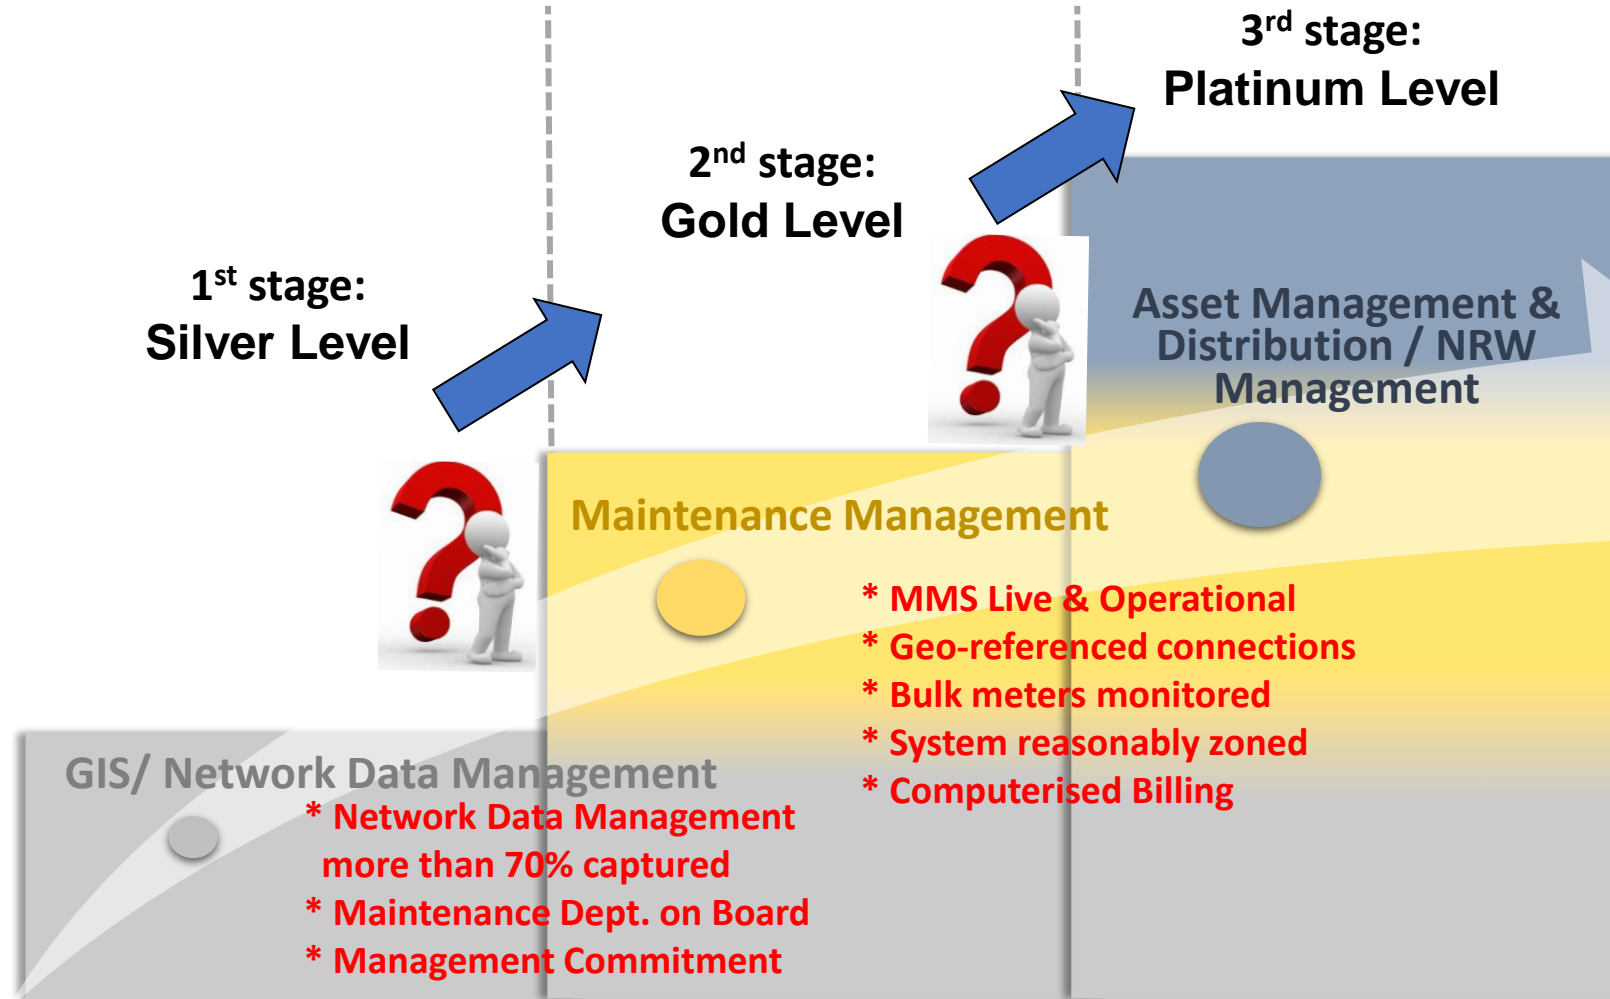 1st stage:
Silver Level
2nd stage:
Gold Level
3rd stage:
Platinum Level
GIS/ Network Data Management
* Network Data Management
more than 70% captured
* Maintenance Dept. on Board
* Management Commitment
Maintenance Management
* MMS Live & Operational
* Geo-referenced connections
* Bulk meters monitored
* System reasonably zoned
* Computerised Billing
Asset Management &
Distribution / NRW
Management